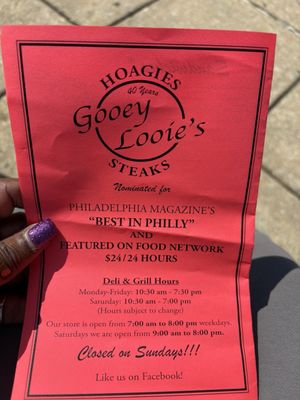 HOAGIES
40 Years
Gooey
Looie's
STEAKS
Nominated for
PHILADELPHIA MAGAZINE'S
"BEST IN PHILLY"
AND
FEATURED ON FOOD NETWORK
$24/24 HOURS
Deli & Grill Hours
Monday-Friday: 10:30 am - 7:30 pm
Saturday: 10:30 am - 7:00 pm
(Hours subject to change)
Our store is open from 7:00 am to 8:00 pm weekdays.
Saturdays we are open from 9:00 am to 8:00 pm.
Closed on Sundays!!!
Like us on Facebook!